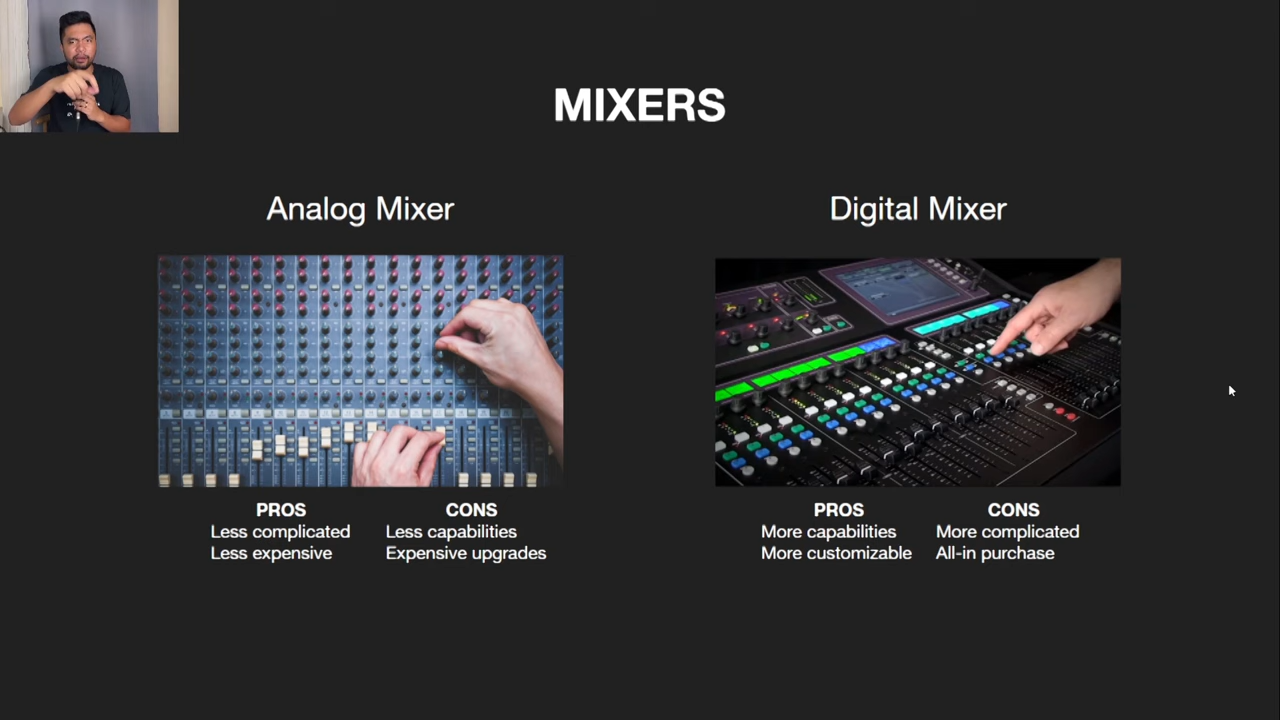 MIXERS
Analog Mixer
Digital Mixer
PROS
Less complicated
Less expensive
CONS
Less capabilities
Expensive upgrades
PROS
More capabilities
More customizable
CONS
More complicated
All-in purchase